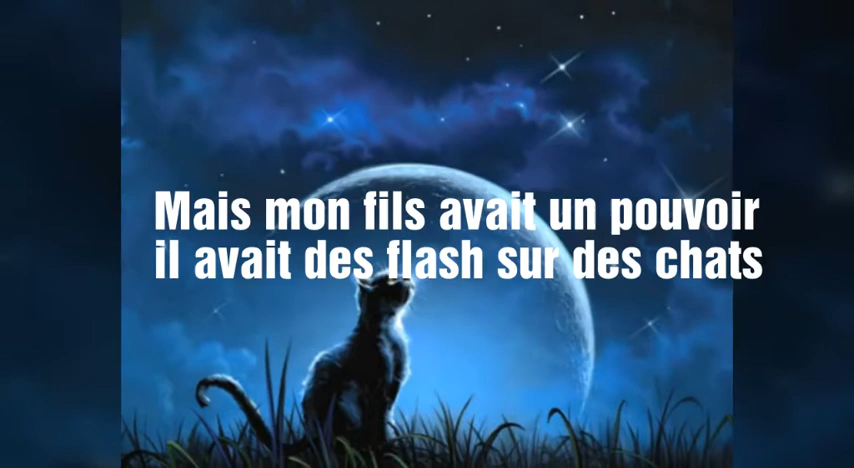 Mais mon fils avait un pouvoir
il avait des flash sur des chats